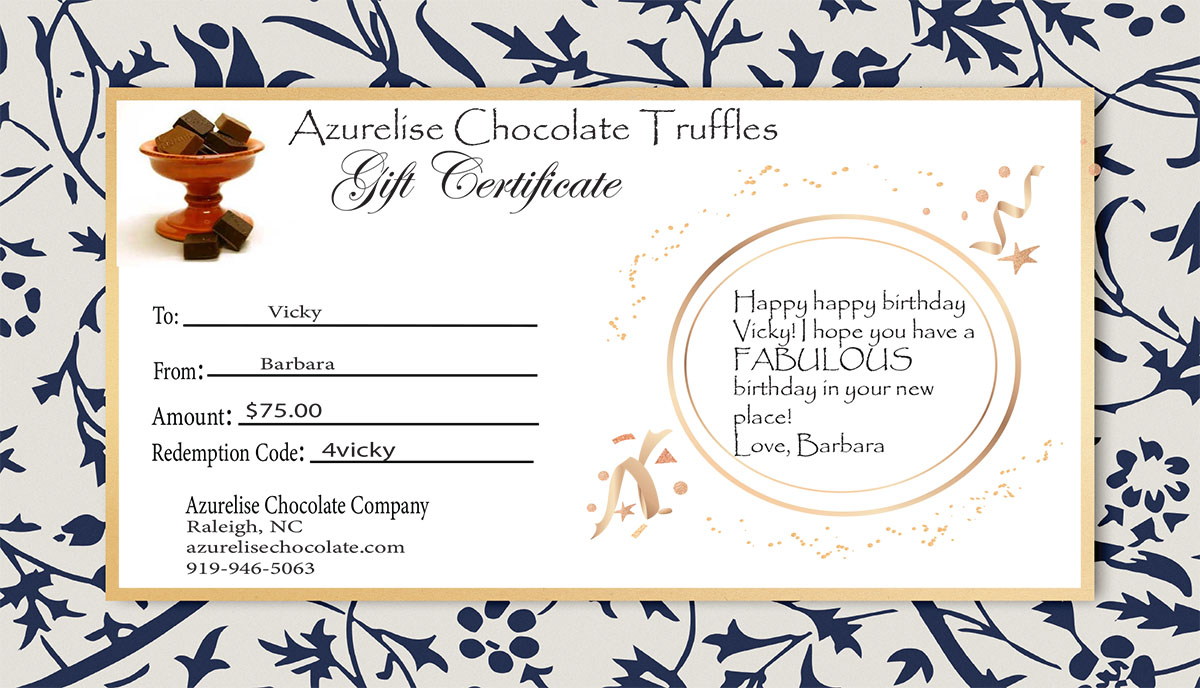 Azurelise Chocolate Truffles
Gift Certificate
To: Vicky
From: Barbara
Amount: $75.00
Redemption Code: 4vicky
Azurelise Chocolate Company
Raleigh, NC
azurelisechocolate.com
919-946-5063
Happy happy birthday
Vicky! I hope you have a
FABULOUS
birthday in your new
place!
Love, Barbara